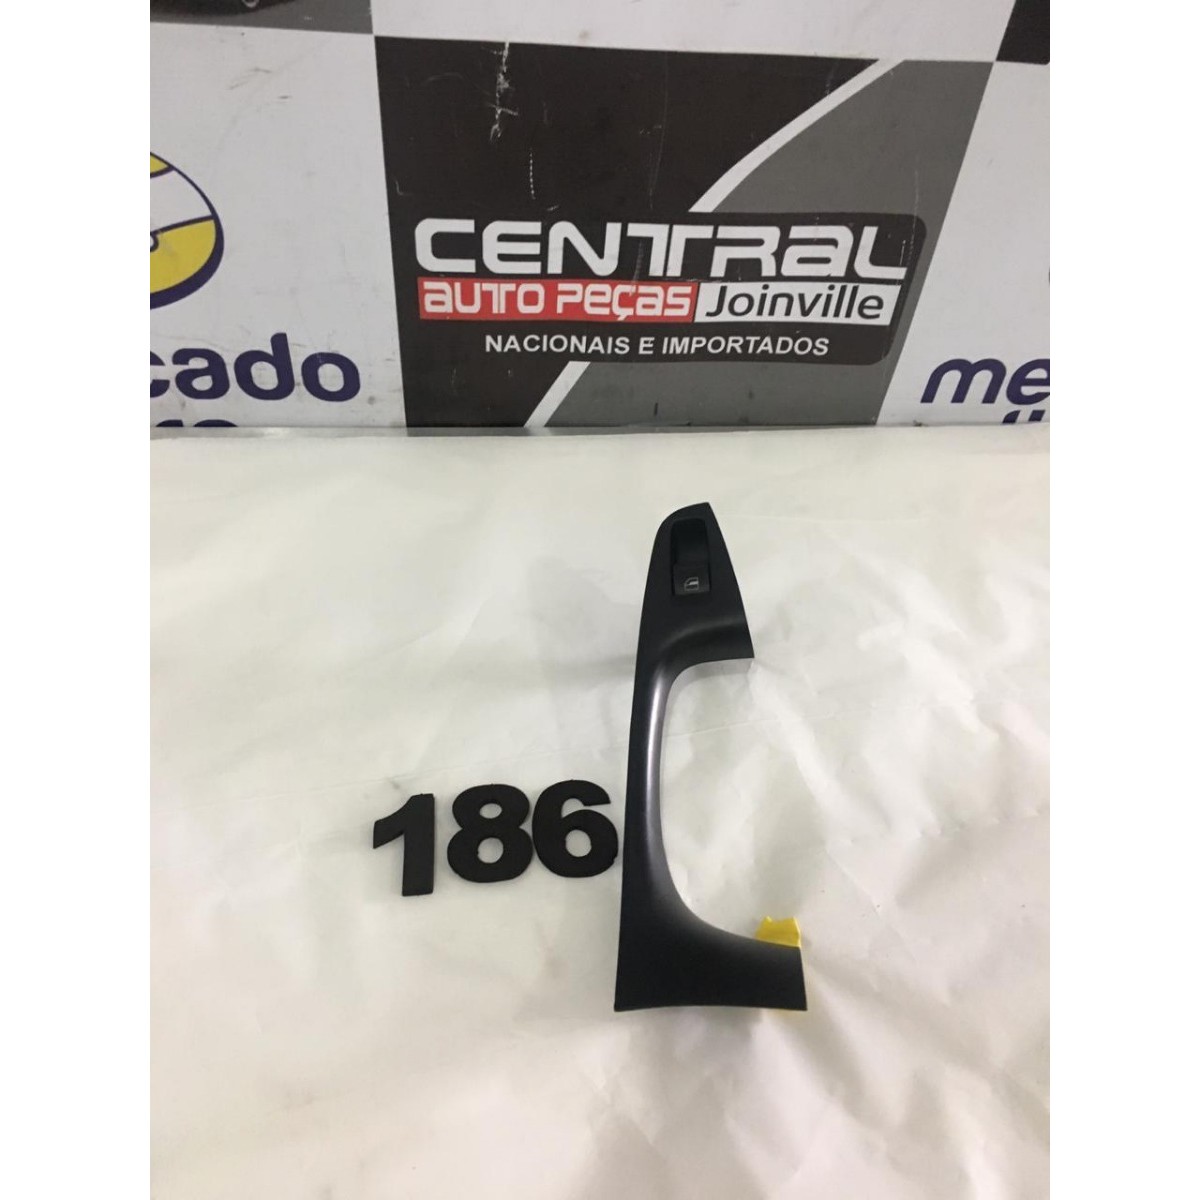 CENTRAL
AUTO PEÇAS Joinville
NACIONAIS E IMPORTADOS
cado
me
186